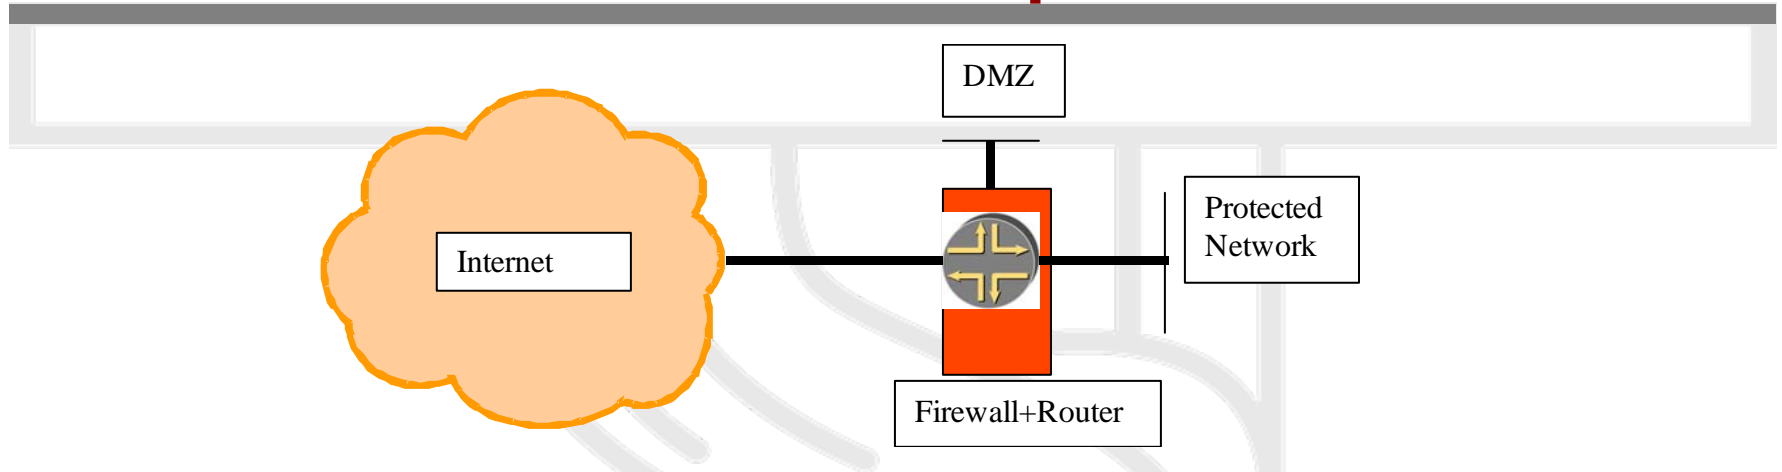 DMZ
Protected
Network
Internet
Firewall+Router